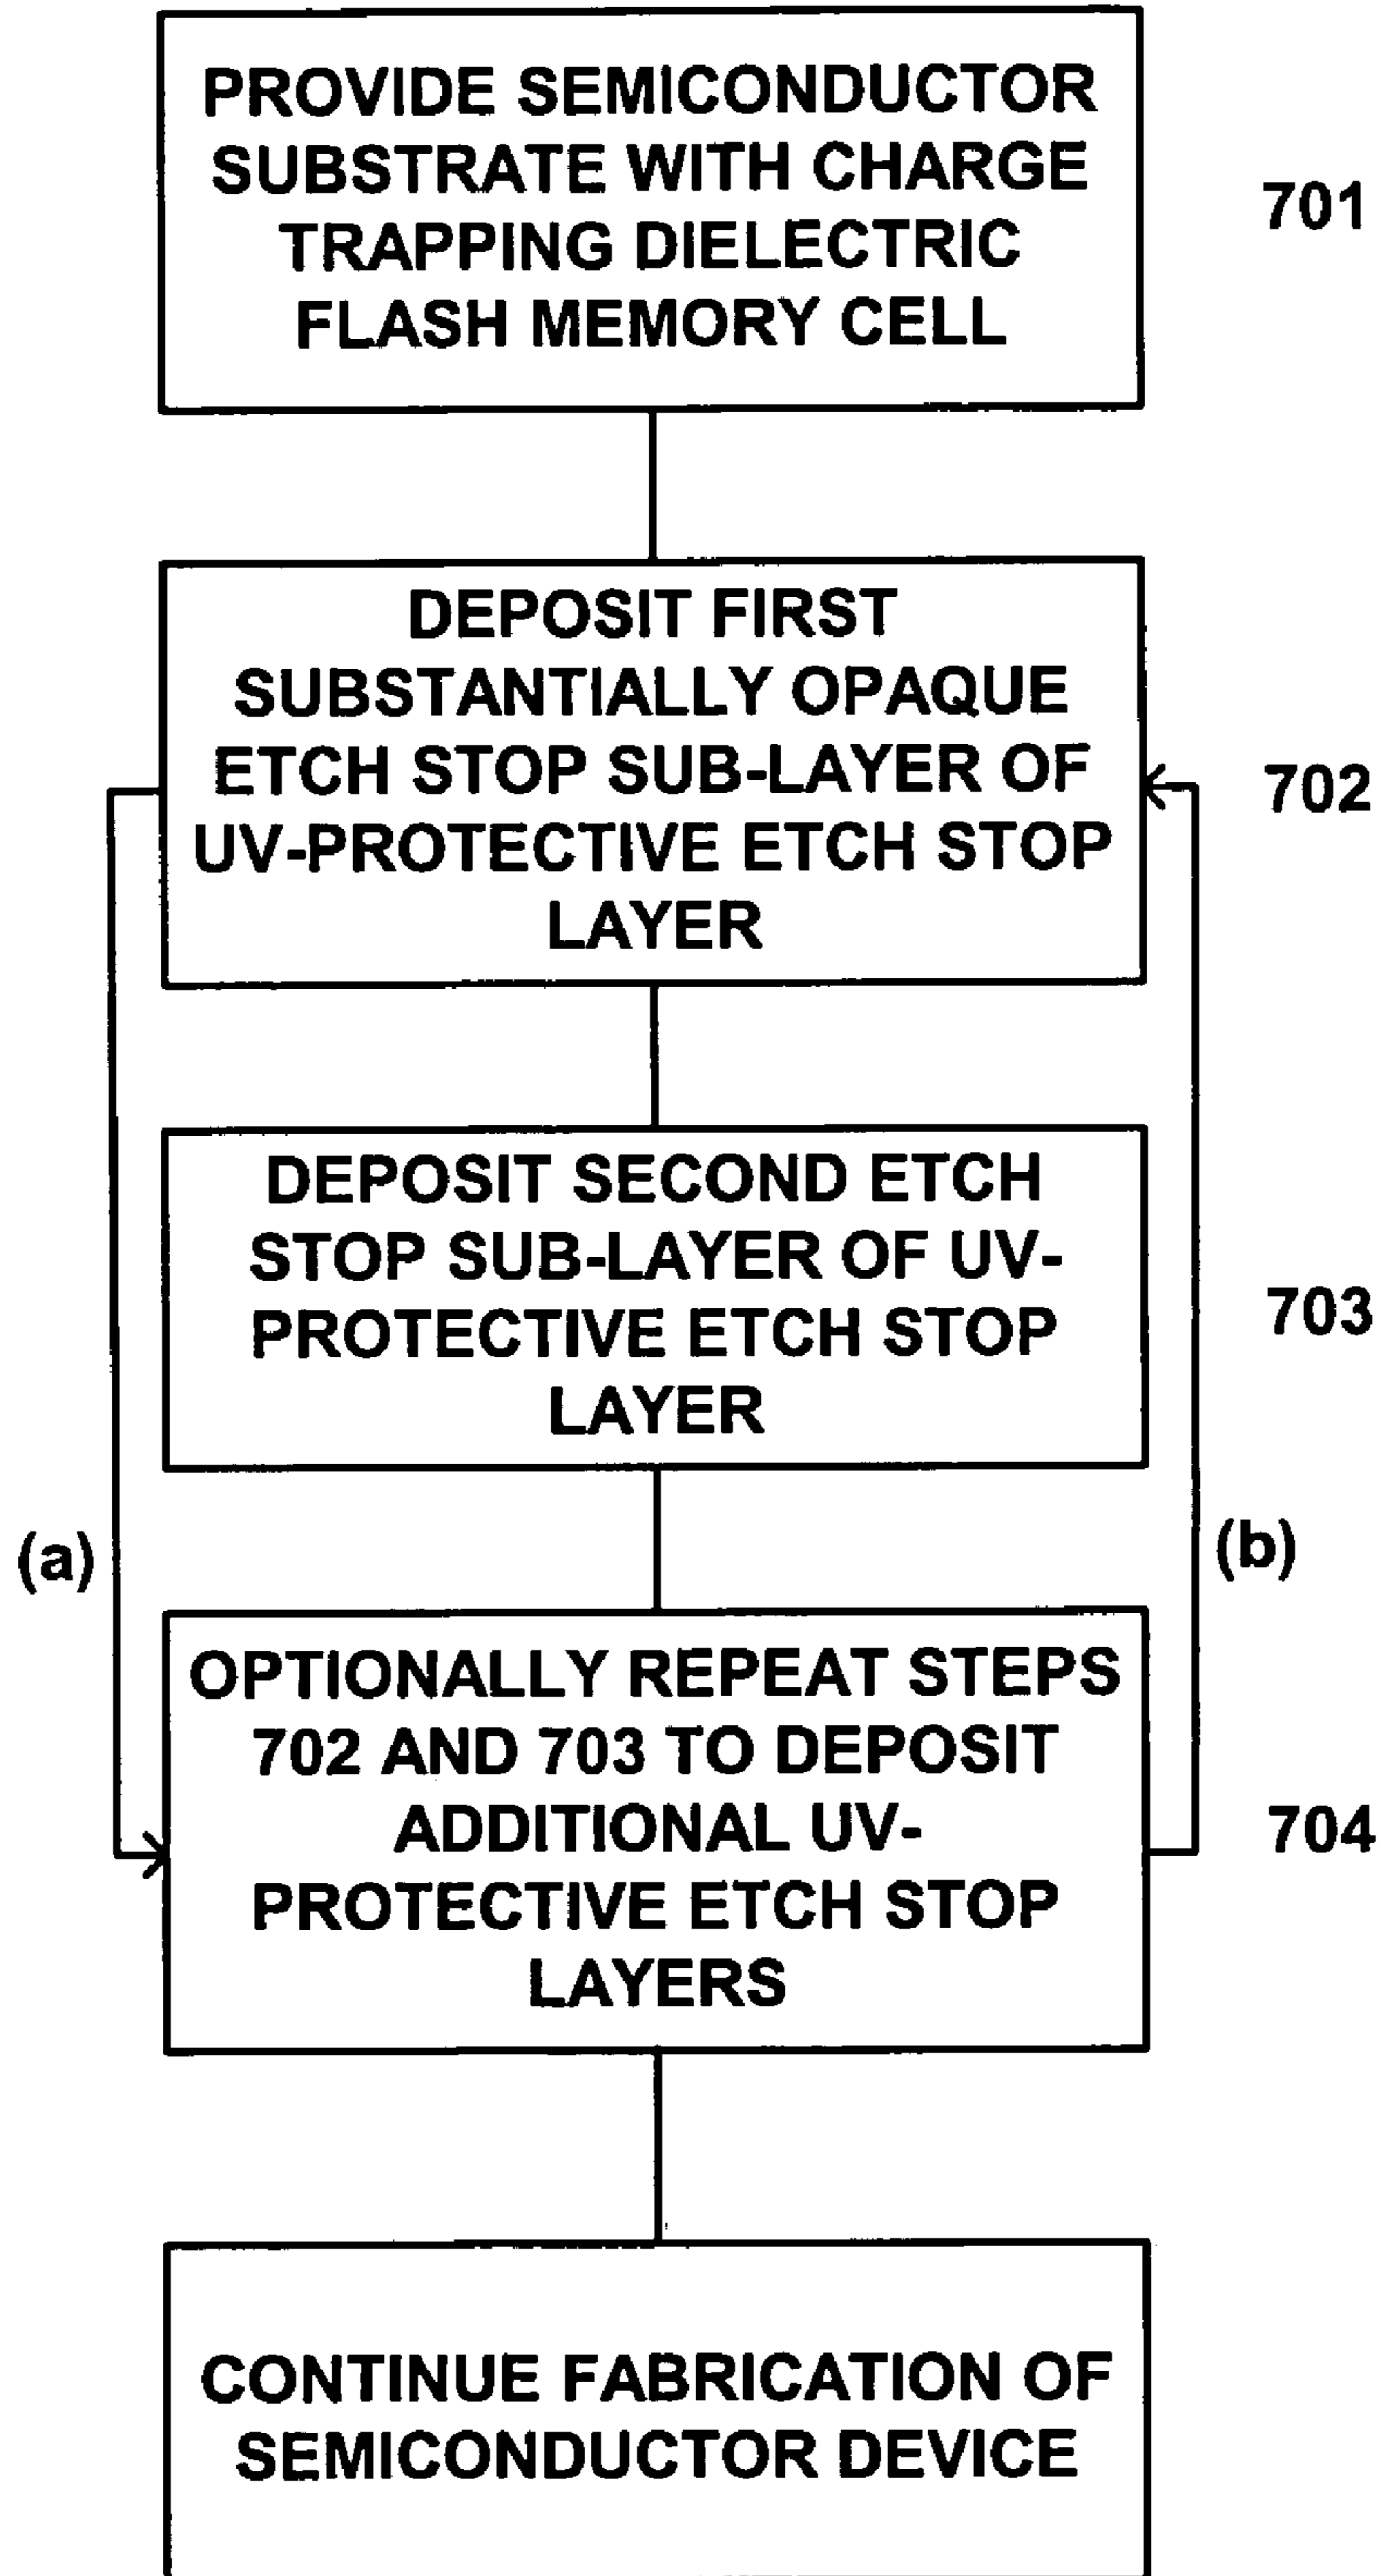 PROVIDE SEMICONDUCTOR
SUBSTRATE WITH CHARGE
TRAPPING DIELECTRIC
FLASH MEMORY CELL
701
DEPOSIT FIRST
SUBSTANTIALLY OPAQUE
ETCH STOP SUB-LAYER OF
UV-PROTECTIVE ETCH STOP
LAYER
702
DEPOSIT SECOND ETCH
STOP SUB-LAYER OF UV-
PROTECTIVE ETCH STOP
LAYER
703
(a)
(b)
OPTIONALLY REPEAT STEPS
702 AND 703 TO DEPOSIT
ADDITIONAL UV-
PROTECTIVE ETCH STOP
LAYERS
704
CONTINUE FABRICATION OF
SEMICONDUCTOR DEVICE